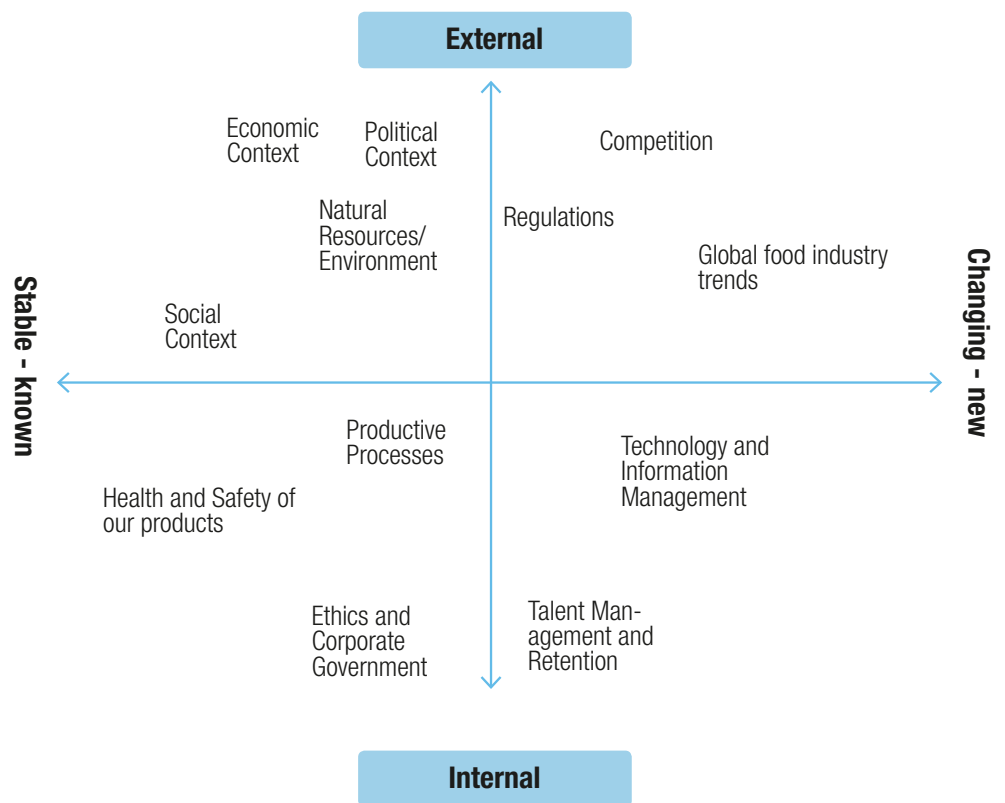 External
Economic
Context
Political
Context
Competition
Natural
Resources/
Environment
Regulations
Global food industry
trends
Social
Context
Stable - known
Changing - new
Productive
Processes
Technology and
Information
Management
Health and Safety of
our products
Ethics and
Corporate
Government
Talent Man-
agement and
Retention
Internal